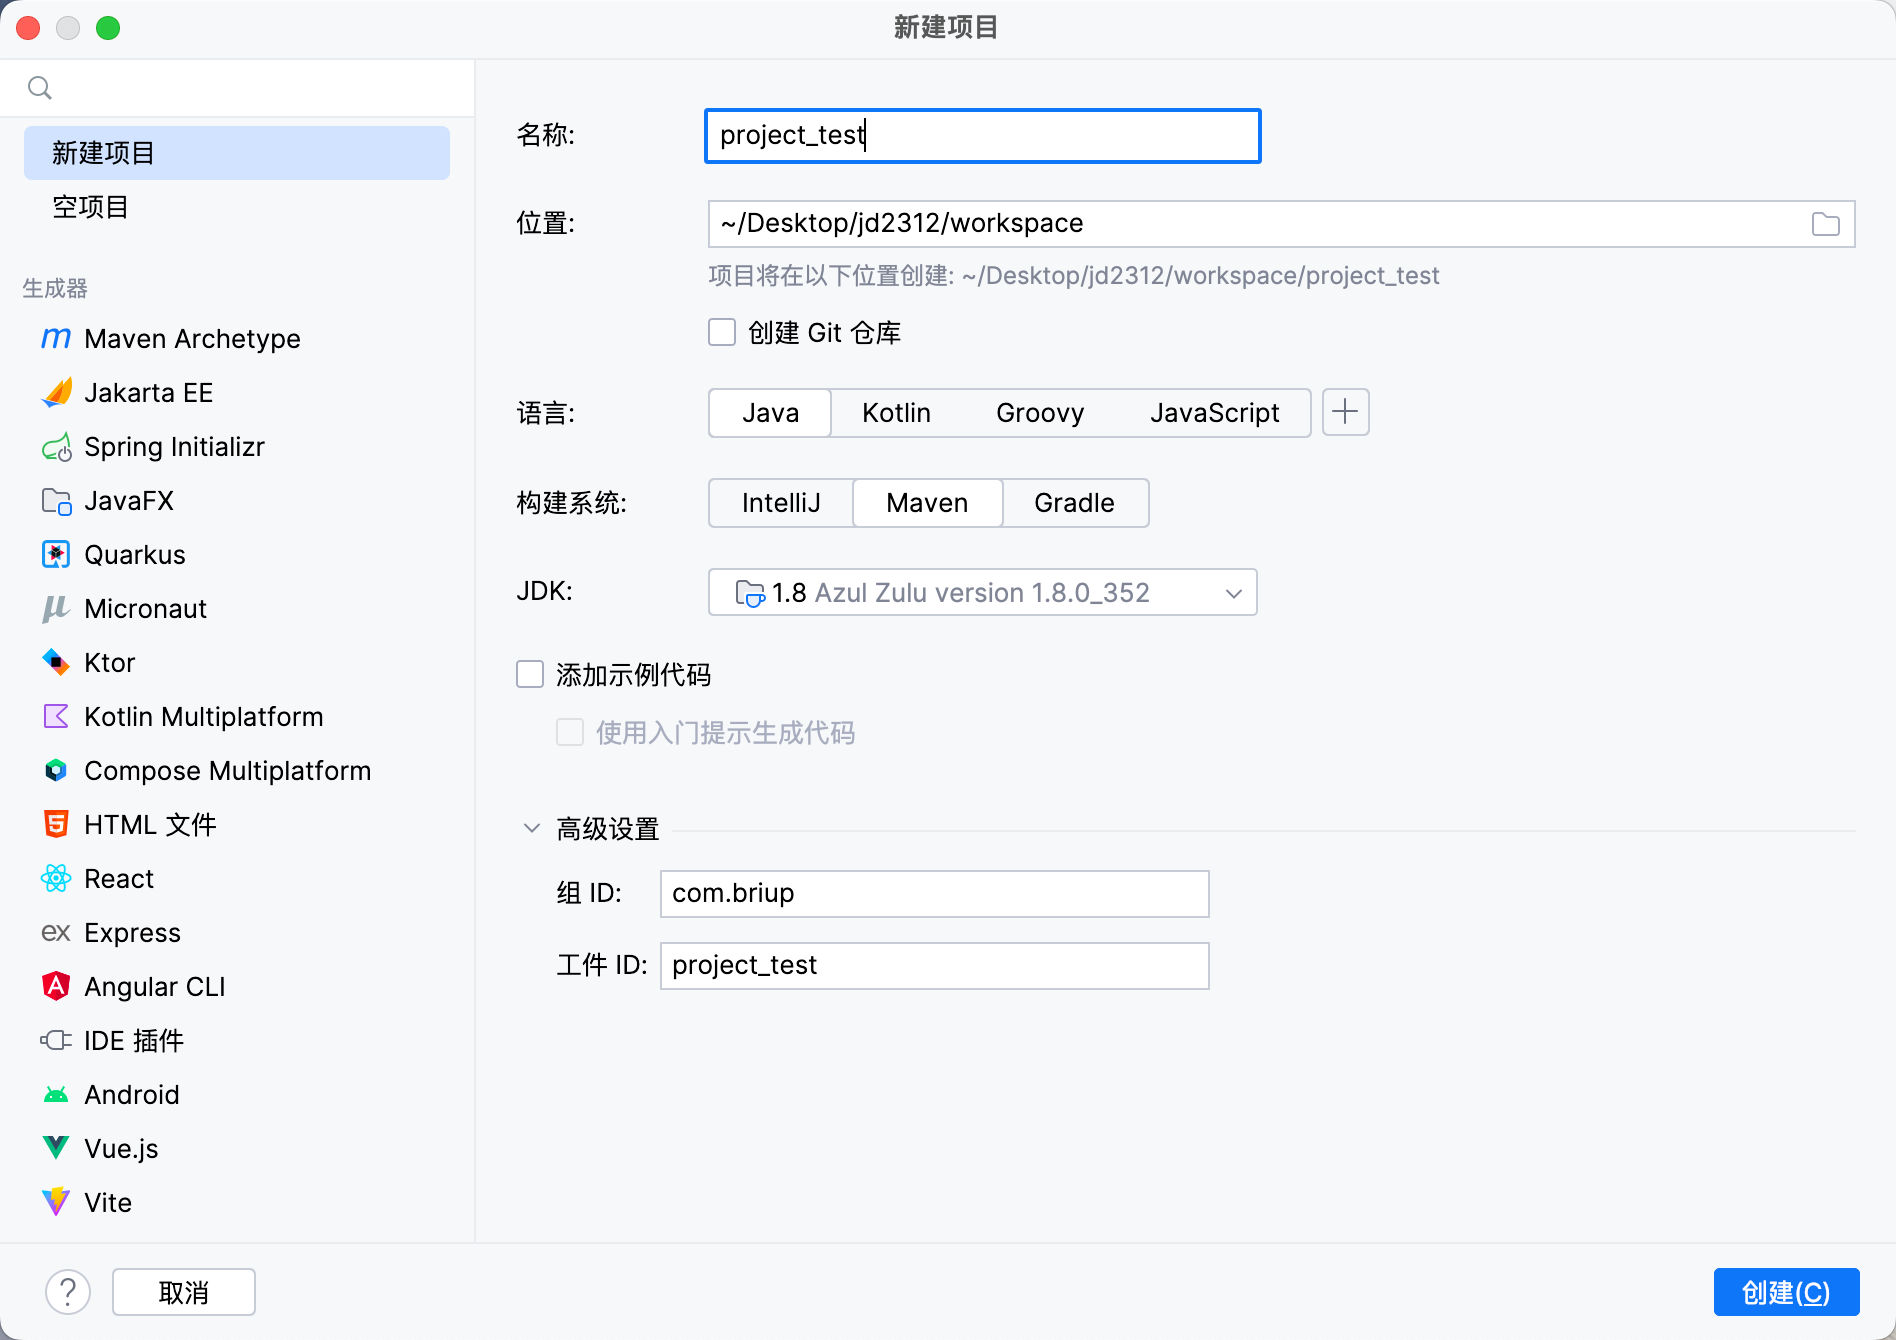 新建项目
新建项目
空项目
生成器
Maven Archetype
Jakarta EE
Spring Initializr
JavaFX
Quarkus
Micronaut
Ktor
Kotlin Multiplatform
Compose Multiplatform
HTML 文件
React
Express
Angular CLI
IDE 插件
Android
Vue.js
Vite
名称: project_test
位置: ~/Desktop/jd2312/workspace
项目将在以下位置创建: ~/Desktop/jd2312/workspace/project_test
创建 Git 仓库
语言: Java Kotlin Groovy JavaScript
构建系统: IntelliJ Maven Gradle
JDK: 1.8 Azul Zulu version 1.8.0_352
添加示例代码
使用入门提示生成代码
高级设置
组 ID: com.briup
工件 ID: project_test
? 取消 创建(C)